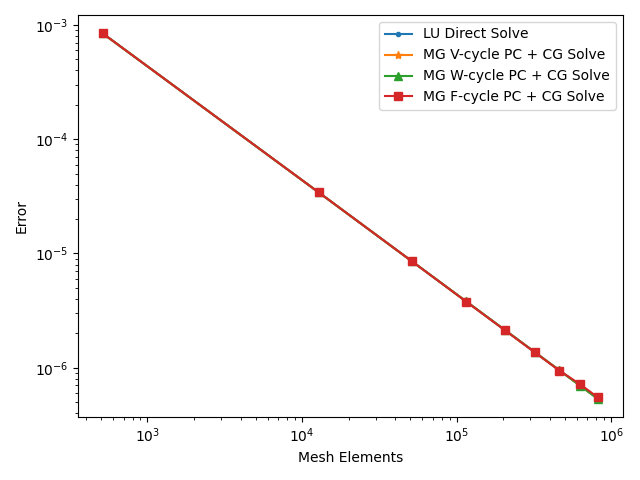 10⁻³
10⁻⁴
10⁻⁵
10⁻⁶
Error
LU Direct Solve
MG V-cycle PC + CG Solve
MG W-cycle PC + CG Solve
MG F-cycle PC + CG Solve
10³ 10⁴ 10⁵ 10⁶
Mesh Elements